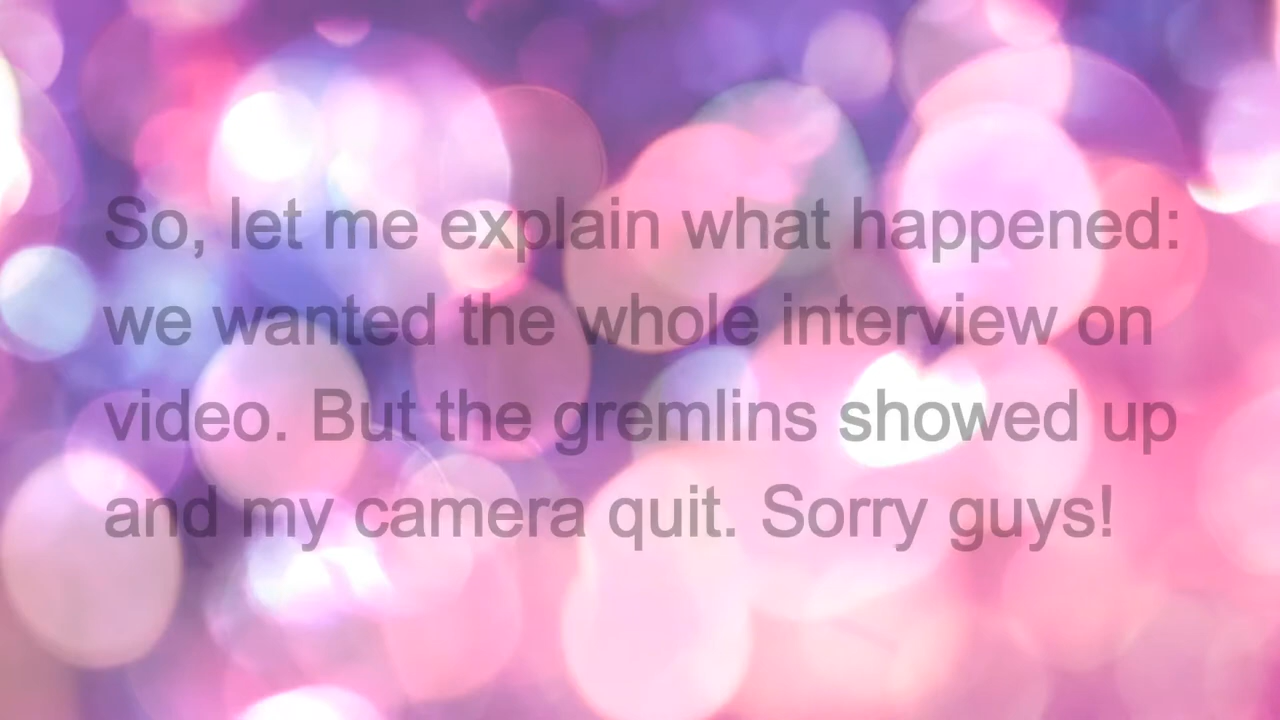 So, let me explain what happened:
we wanted the whole interview on
video. But the gremlins showed up
and my camera quit. Sorry guys!